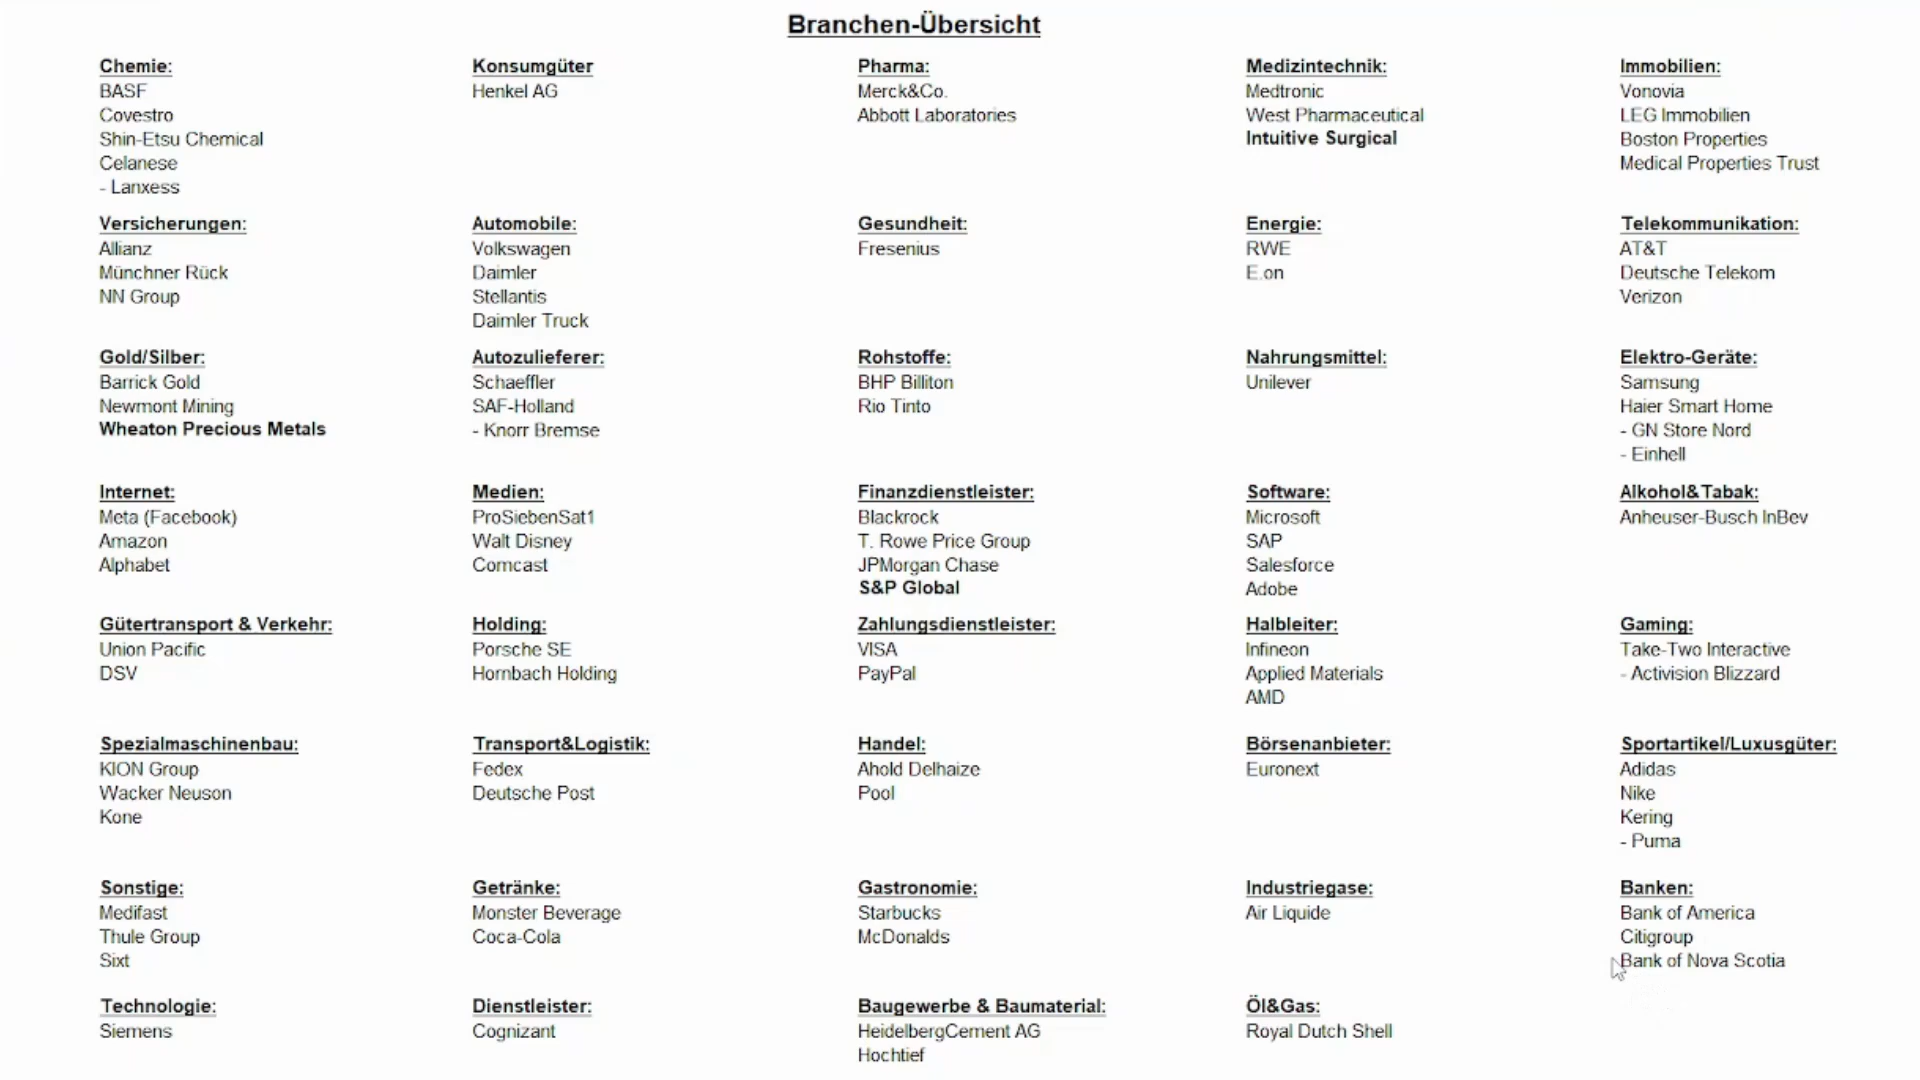 Branchen-Übersicht
Chemie:
BASF
Covestro
Shin-Etsu Chemical
Celanese
- Lanxess
Konsumgüter
Henkel AG
Pharma:
Merck&Co.
Abbott Laboratories
Medizintechnik:
Medtronic
West Pharmaceutical
Intuitive Surgical
Immobilien:
Vonovia
LEG Immobilien
Boston Properties
Medical Properties Trust
Versicherungen:
Allianz
Münchner Rück
NN Group
Automobile:
Volkswagen
Daimler
Stellantis
Daimler Truck
Gesundheit:
Fresenius
Energie:
RWE
E.on
Telekommunikation:
AT&T
Deutsche Telekom
Verizon
Gold/Silber:
Barrick Gold
Newmont Mining
Wheaton Precious Metals
Autozulieferer:
Schaeffler
SAF-Holland
- Knorr Bremse
Rohstoffe:
BHP Billiton
Rio Tinto
Nahrungsmittel:
Unilever
Elektro-Geräte:
Samsung
Haier Smart Home
- GN Store Nord
- Einhell
Internet:
Meta (Facebook)
Amazon
Alphabet
Medien:
ProSiebenSat1
Walt Disney
Comcast
Finanzdienstleister:
Blackrock
T. Rowe Price Group
JPMorgan Chase
S&P Global
Software:
Microsoft
SAP
Salesforce
Adobe
Alkohol&Tabak:
Anheuser-Busch InBev
Gütertransport & Verkehr:
Union Pacific
DSV
Holding:
Porsche SE
Hornbach Holding
Zahlungsdienstleister:
VISA
PayPal
Halbleiter:
Infineon
Applied Materials
AMD
Gaming:
Take-Two Interactive
- Activision Blizzard
Spezialmaschinenbau:
KION Group
Wacker Neuson
Kone
Transport&Logistik:
Fedex
Deutsche Post
Handel:
Ahold Delhaize
Pool
Börsenanbieter:
Euronext
Sportartikel/Luxusgüter:
Adidas
Nike
Kering
- Puma
Sonstige:
Medifast
Thule Group
Sixt
Getränke:
Monster Beverage
Coca-Cola
Gastronomie:
Starbucks
McDonalds
Industriegase:
Air Liquide
Banken:
Bank of America
Citigroup
Bank of Nova Scotia
Technologie:
Siemens
Dienstleister:
Cognizant
Baugewerbe & Baumaterial:
HeidelbergCement AG
Hochtief
Öl&Gas:
Royal Dutch Shell